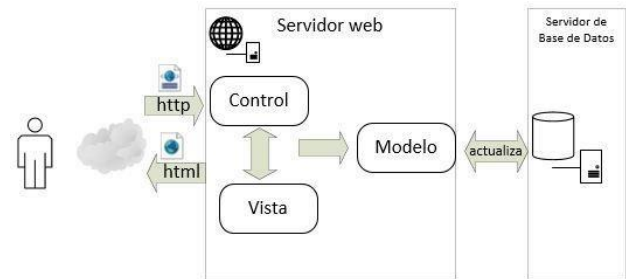 Servidor web
Servidor de
Base de Datos
http
Control
Modelo
actualiza
html
Vista